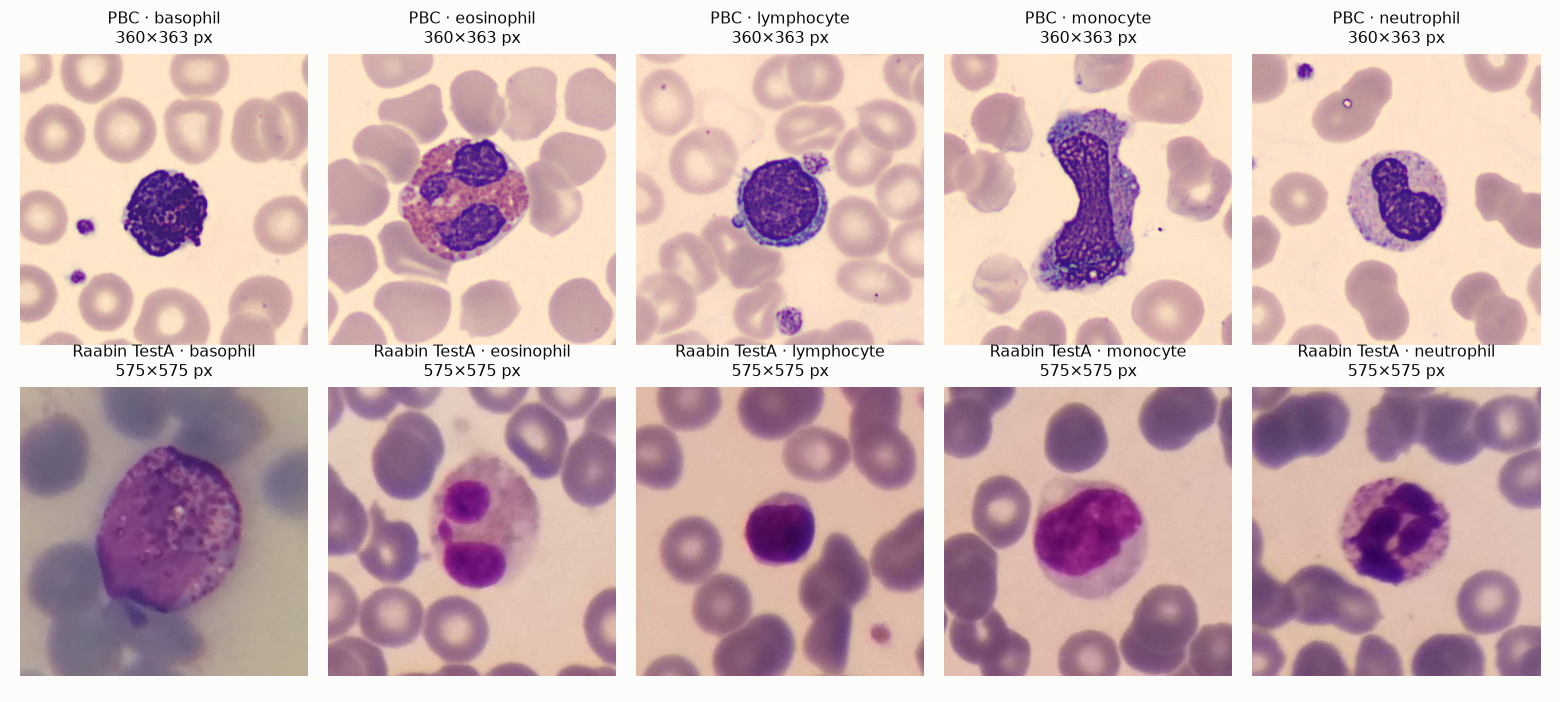 PBC · basophil
360×363 px
PBC · eosinophil
360×363 px
PBC · lymphocyte
360×363 px
PBC · monocyte
360×363 px
PBC · neutrophil
360×363 px
Raabin TestA · basophil
575×575 px
Raabin TestA · eosinophil
575×575 px
Raabin TestA · lymphocyte
575×575 px
Raabin TestA · monocyte
575×575 px
Raabin TestA · neutrophil
575×575 px